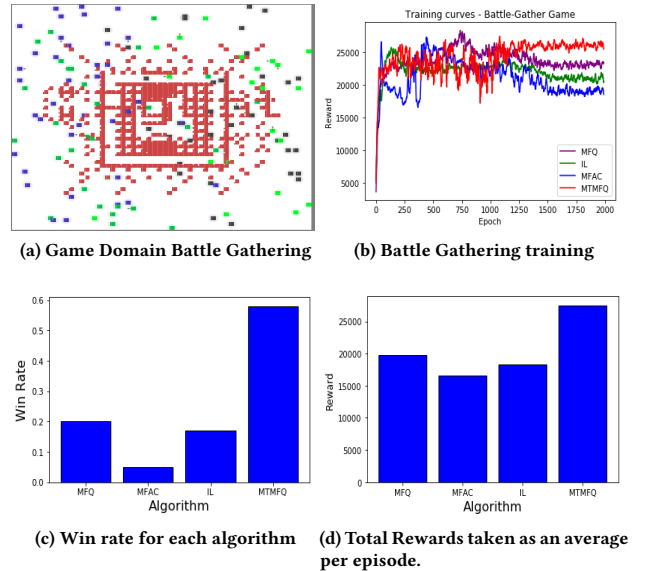 Training curves - Battle-Gather Game
25000
20000
15000
10000
5000
Reward
0 250 500 750 1000 1250 1500 1750 2000
Epoch
MFQ
IL
MFAC
MTMFQ
(a) Game Domain Battle Gathering
(b) Battle Gathering training
0.6
0.5
0.4
0.3
0.2
0.1
0.0
Win Rate
MFQ MFAC IL MTMFQ
Algorithm
25000
20000
15000
10000
5000
0
Reward
MFQ MFAC IL MTMFQ
Algorithm
(c) Win rate for each algorithm
(d) Total Rewards taken as an average
per episode.